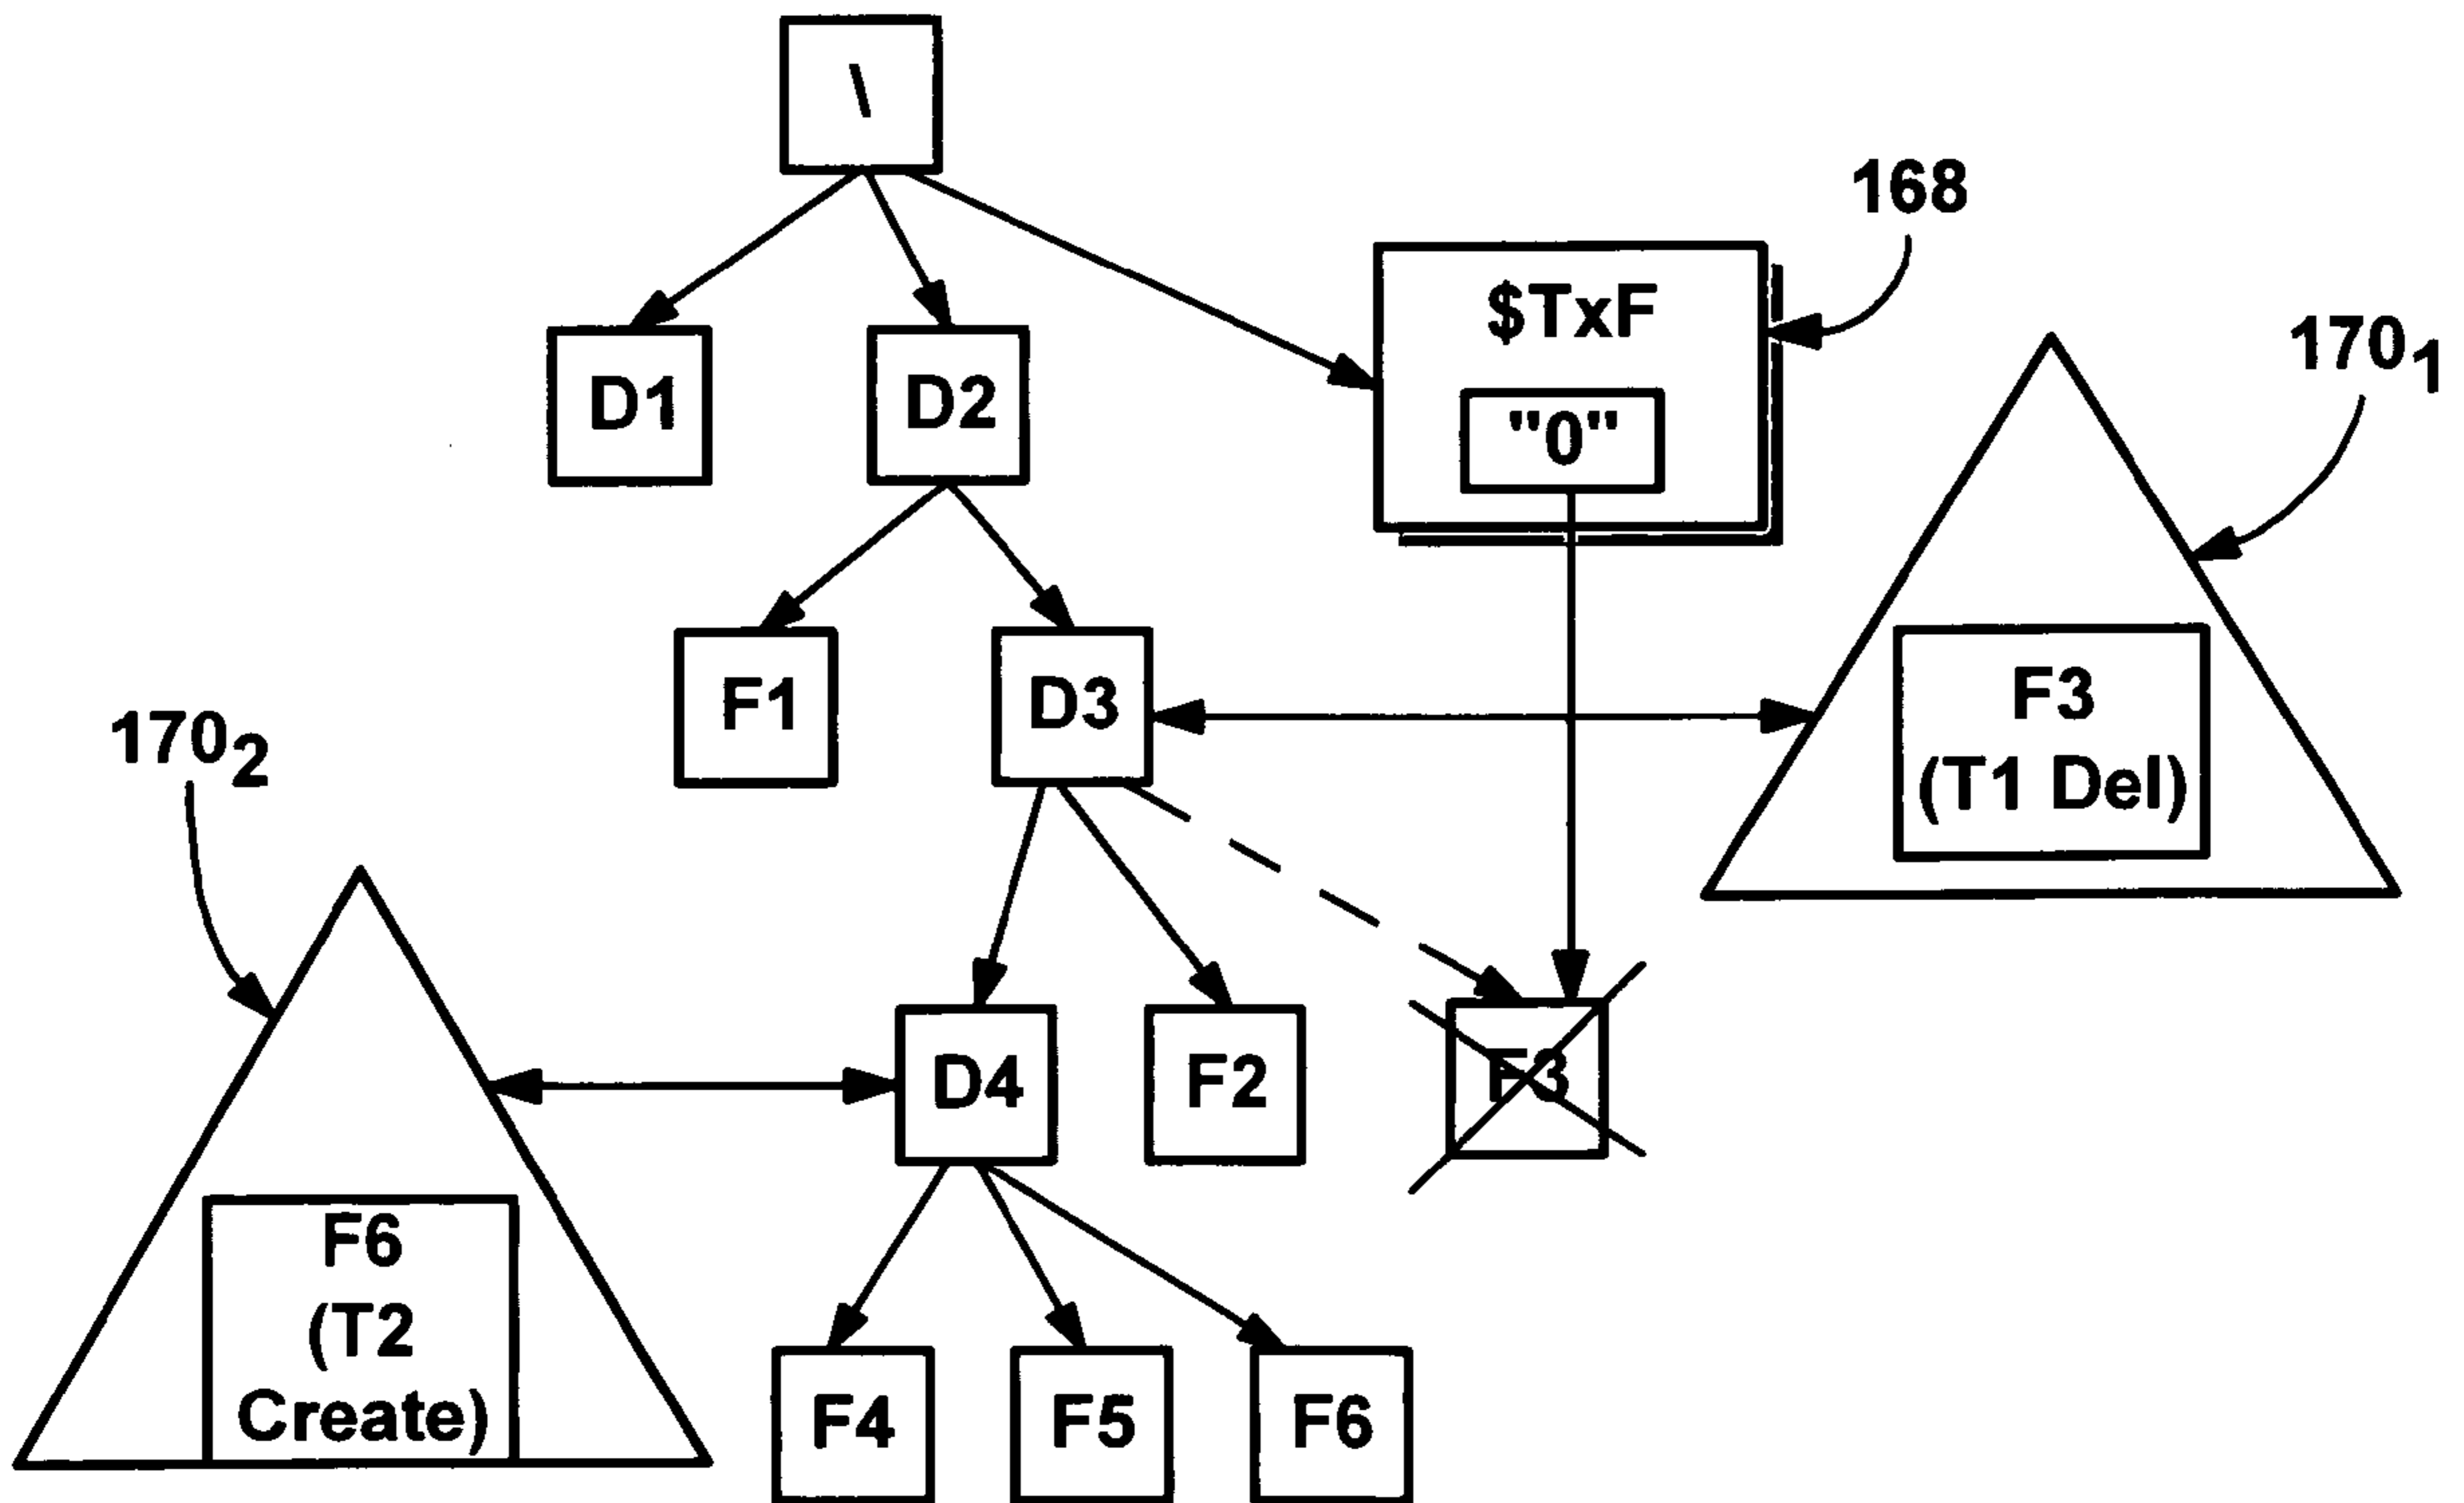 \
168
$TxF
170₁
D1
D2
"0"
F1
D3
F3
(T1 Del)
170₂
D4
F2
F3
F6
(T2
Create)
F4
F5
F6